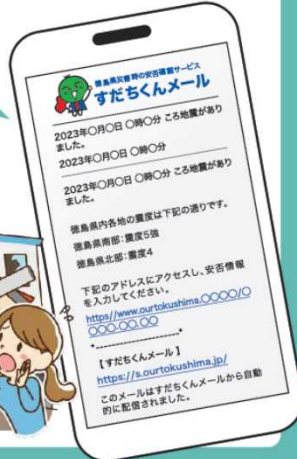 徳島県災害時の安否確認サービス
すだちくんメール
2023年○月○日 ○時○分 ころ地震があり
ました。
2023年○月○日 ○時○分
2023年○月○日 ○時○分 ころ地震があり
ました。
徳島県内各地の震度は下記の通りです。
徳島県南部：震度5強
徳島県北部：震度4
下記のアドレスにアクセスし、安否情報
を入力してください。
https//www.ourtokushima.○○○○/○
○○○.○○.○○
*--------------------*
【すだちくんメール】
https://s.ourtokushima.jp/
このメールはすだちくんメールから自動
的に配信されました。